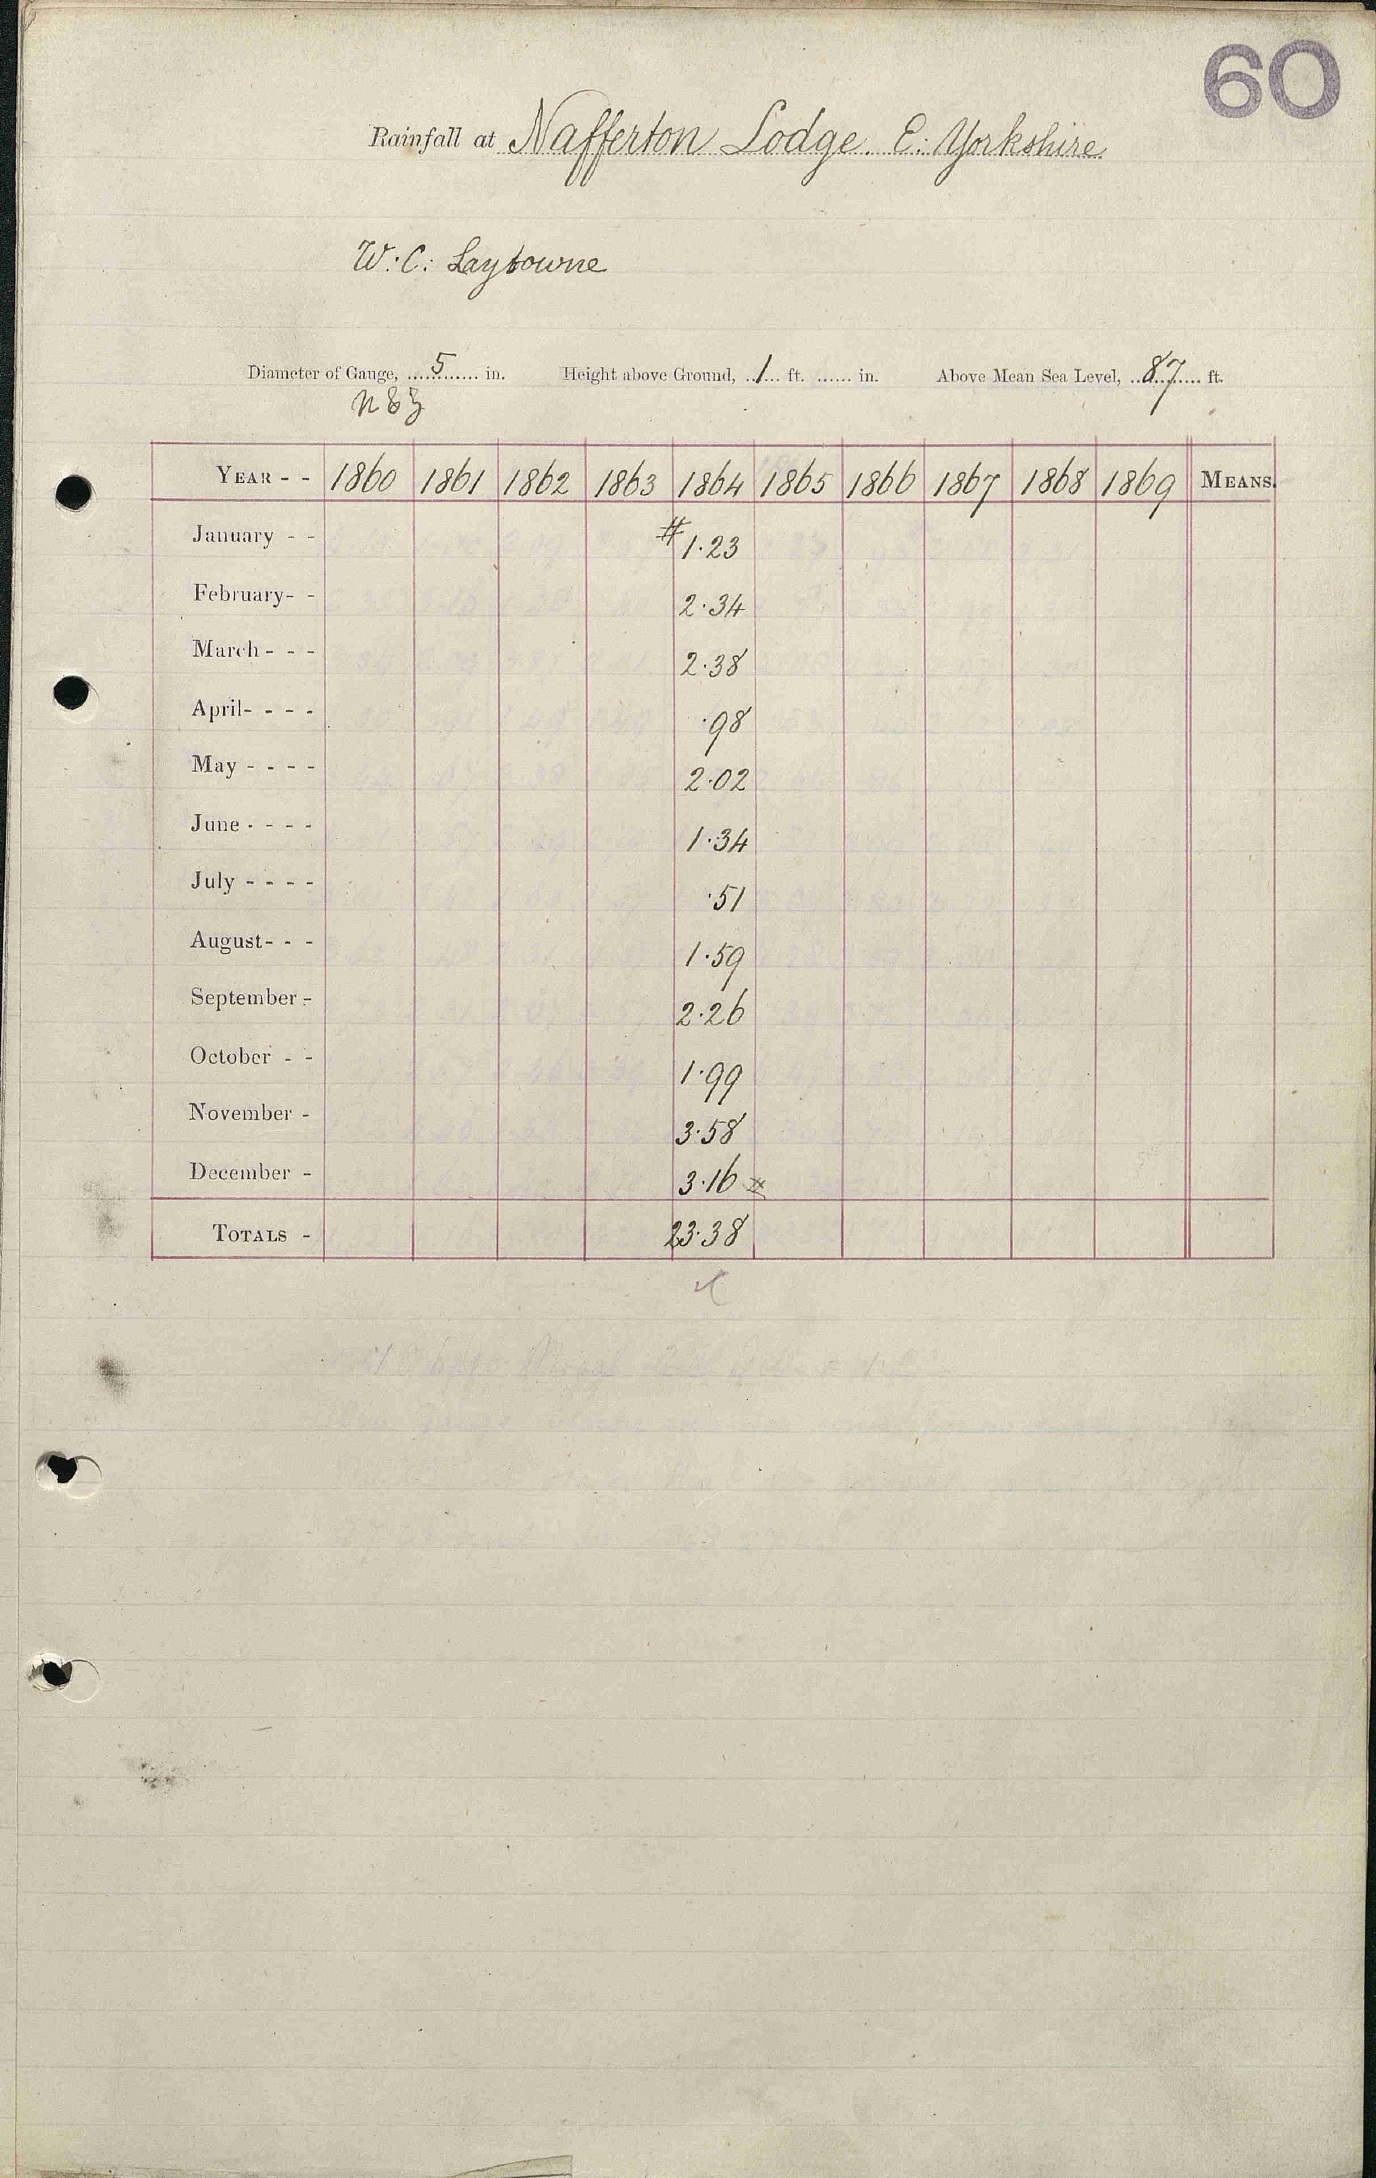 60
Rainfall at Nafferton Lodge. E: Yorkshire.
W: C: Laybourne
Diameter of Gauge, 5 in. Height above Ground, 1 ft. in. Above Mean Sea Level, 87 ft.
YEAR - - 1860 1861 1862 1863 1864 1865 1866 1867 1868 1869 MEANS.
January - - # 1.23
February - - 2.34
March - - - 2.38
April - - - - .98
May - - - - 2.02
June - - - - 1.34
July - - - - .51
August - - - 1.59
September - 2.26
October - - 1.99
November - 3.58
December - 3.16 #
TOTALS - 23.38